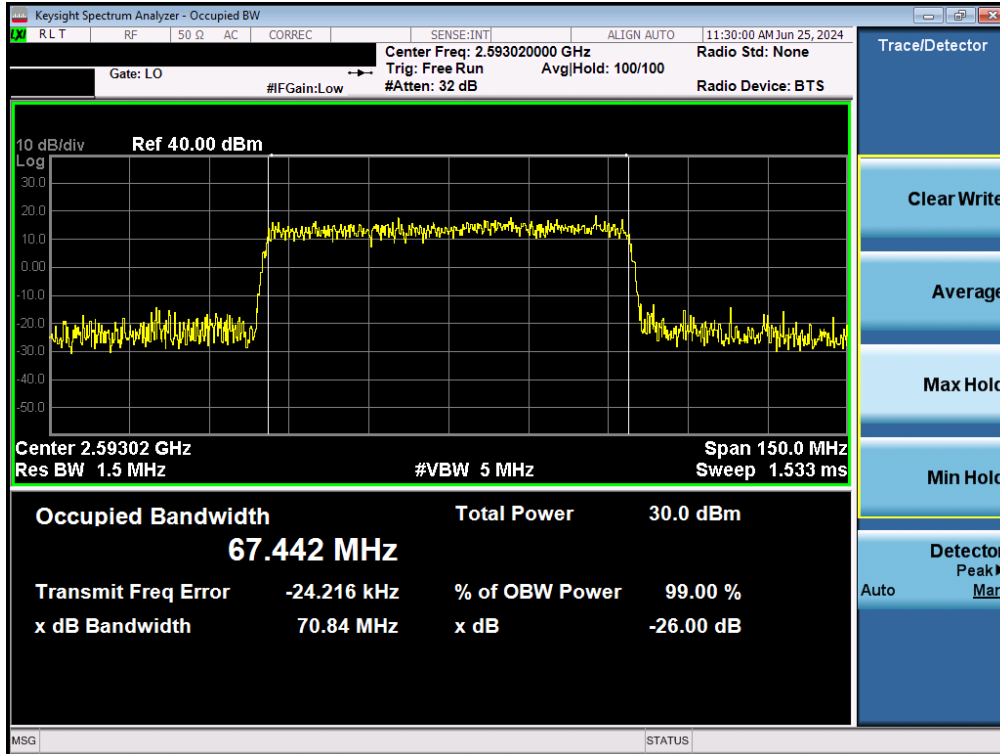 Keysight Spectrum Analyzer - Occupied BW
LXI RLT RF 50 Ω AC CORREC SENSE:INT ALIGN AUTO 11:30:00 AM Jun 25, 2024
Center Freq: 2.593020000 GHz Radio Std: None
Gate: LO Trig: Free Run Avg|Hold: 100/100
#IFGain:Low #Atten: 32 dB Radio Device: BTS
Trace/Detector
10 dB/div Ref 40.00 dBm
Log
30.0
20.0
10.0
0.00
-10.0
-20.0
-30.0
-40.0
-50.0
Center 2.59302 GHz Span 150.0 MHz
Res BW 1.5 MHz #VBW 5 MHz Sweep 1.533 ms
Occupied Bandwidth Total Power 30.0 dBm
67.442 MHz
Transmit Freq Error -24.216 kHz % of OBW Power 99.00 %
x dB Bandwidth 70.84 MHz x dB -26.00 dB
Clear Write
Average
Max Hold
Min Hold
Detector
Peak
Auto Man
MSG STATUS